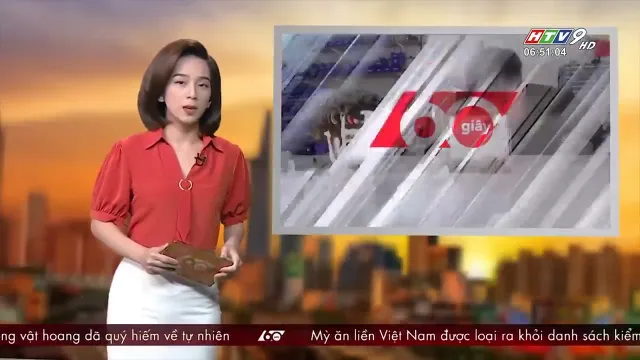 HTV9 HD
06:51:04
60 giây
ng vật hoang dã quý hiếm về tự nhiên 60 Mỳ ăn liền Việt Nam được loại ra khỏi danh sách kiểm